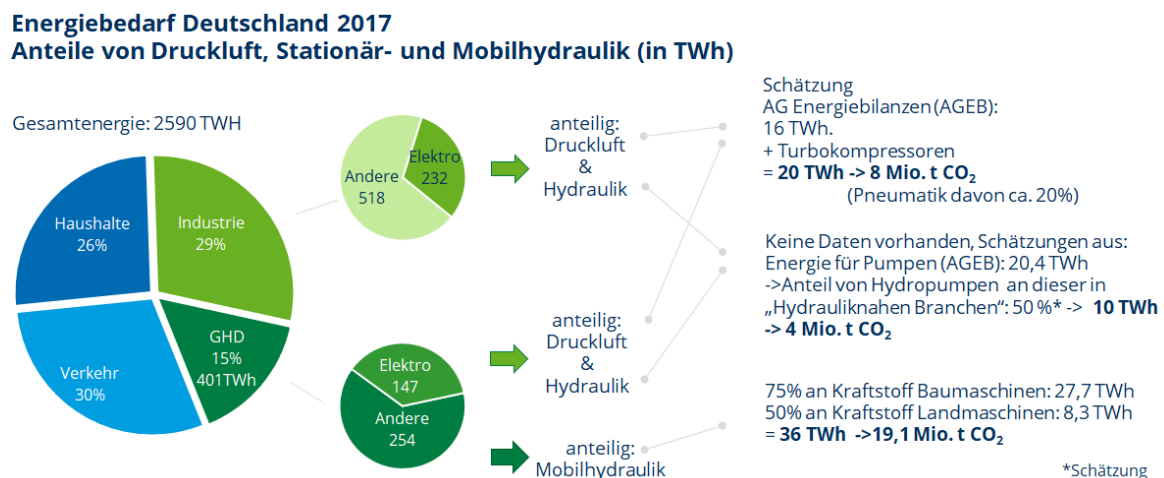 Energiebedarf Deutschland 2017
Anteile von Druckluft, Stationär- und Mobilhydraulik (in TWh)
Gesamtenergie: 2590 TWH
Haushalte
26%
Industrie
29%
GHD
15%
401TWh
Verkehr
30%
Elektro
232
Andere
518
Elektro
147
Andere
254
anteilig:
Druckluft
&
Hydraulik
anteilig:
Druckluft
&
Hydraulik
anteilig:
Mobilhydraulik
Schätzung
AG Energiebilanzen (AGEB):
16 TWh.
+ Turbokompressoren
= 20 TWh -> 8 Mio. t CO₂
(Pneumatik davon ca. 20%)
Keine Daten vorhanden, Schätzungen aus:
Energie für Pumpen (AGEB): 20,4 TWh
->Anteil von Hydropumpen an dieser in
„Hydrauliknahen Branchen“: 50 %* -> 10 TWh
-> 4 Mio. t CO₂
75% an Kraftstoff Baumaschinen: 27,7 TWh
50% an Kraftstoff Landmaschinen: 8,3 TWh
= 36 TWh ->19,1 Mio. t CO₂
*Schätzung